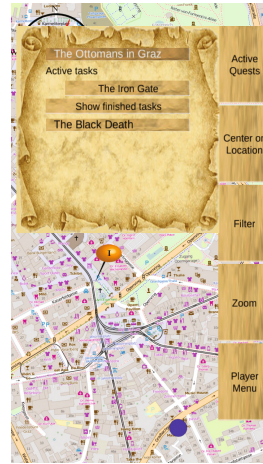 The Ottomans in Graz
Active tasks
The Iron Gate
Show finished tasks
The Black Death
Active
Quests
Center on
Location
Filter
Zoom
Player
Menu
1